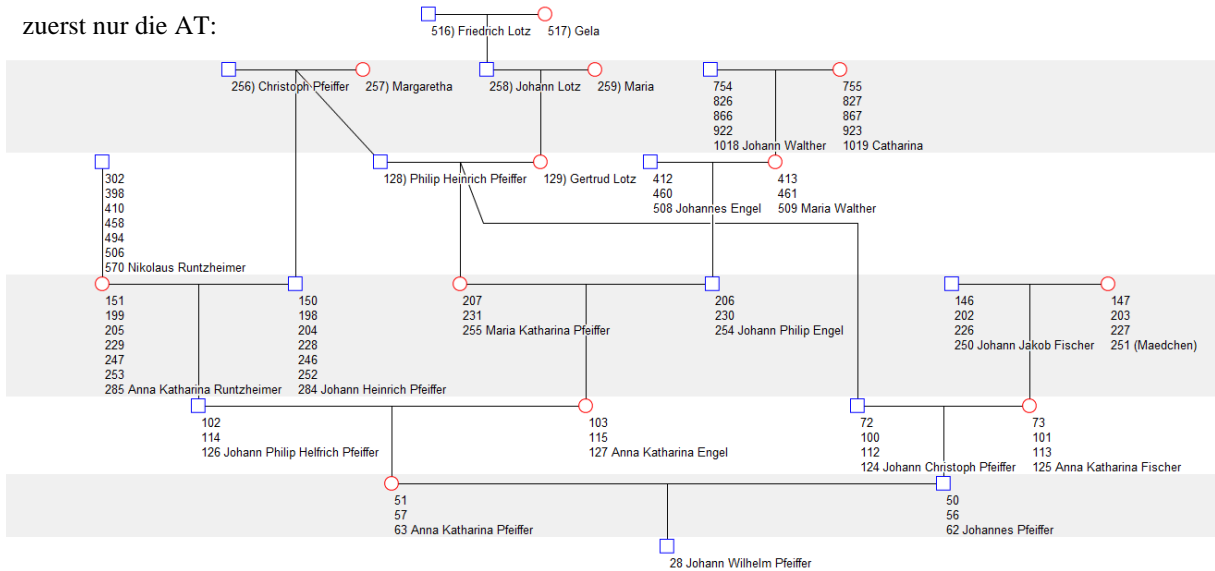 zuerst nur die AT:
516) Friedrich Lotz
517) Gela
256) Christoph Pfeiffer
257) Margaretha
258) Johann Lotz
259) Maria
754
826
866
922
1018 Johann Walther
755
827
867
923
1019 Catharina
302
398
410
458
494
506
570 Nikolaus Runtzheimer
128) Philip Heinrich Pfeiffer
129) Gertrud Lotz
412
460
508 Johannes Engel
413
461
509 Maria Walther
151
199
205
229
247
253
285 Anna Katharina Runtzheimer
150
198
204
228
246
252
284 Johann Heinrich Pfeiffer
207
231
255 Maria Katharina Pfeiffer
206
230
254 Johann Philip Engel
146
202
226
250 Johann Jakob Fischer
147
203
227
251 (Maedchen)
102
114
126 Johann Philip Helfrich Pfeiffer
103
115
127 Anna Katharina Engel
72
100
112
124 Johann Christoph Pfeiffer
73
101
113
125 Anna Katharina Fischer
51
57
63 Anna Katharina Pfeiffer
50
56
62 Johannes Pfeiffer
28 Johann Wilhelm Pfeiffer